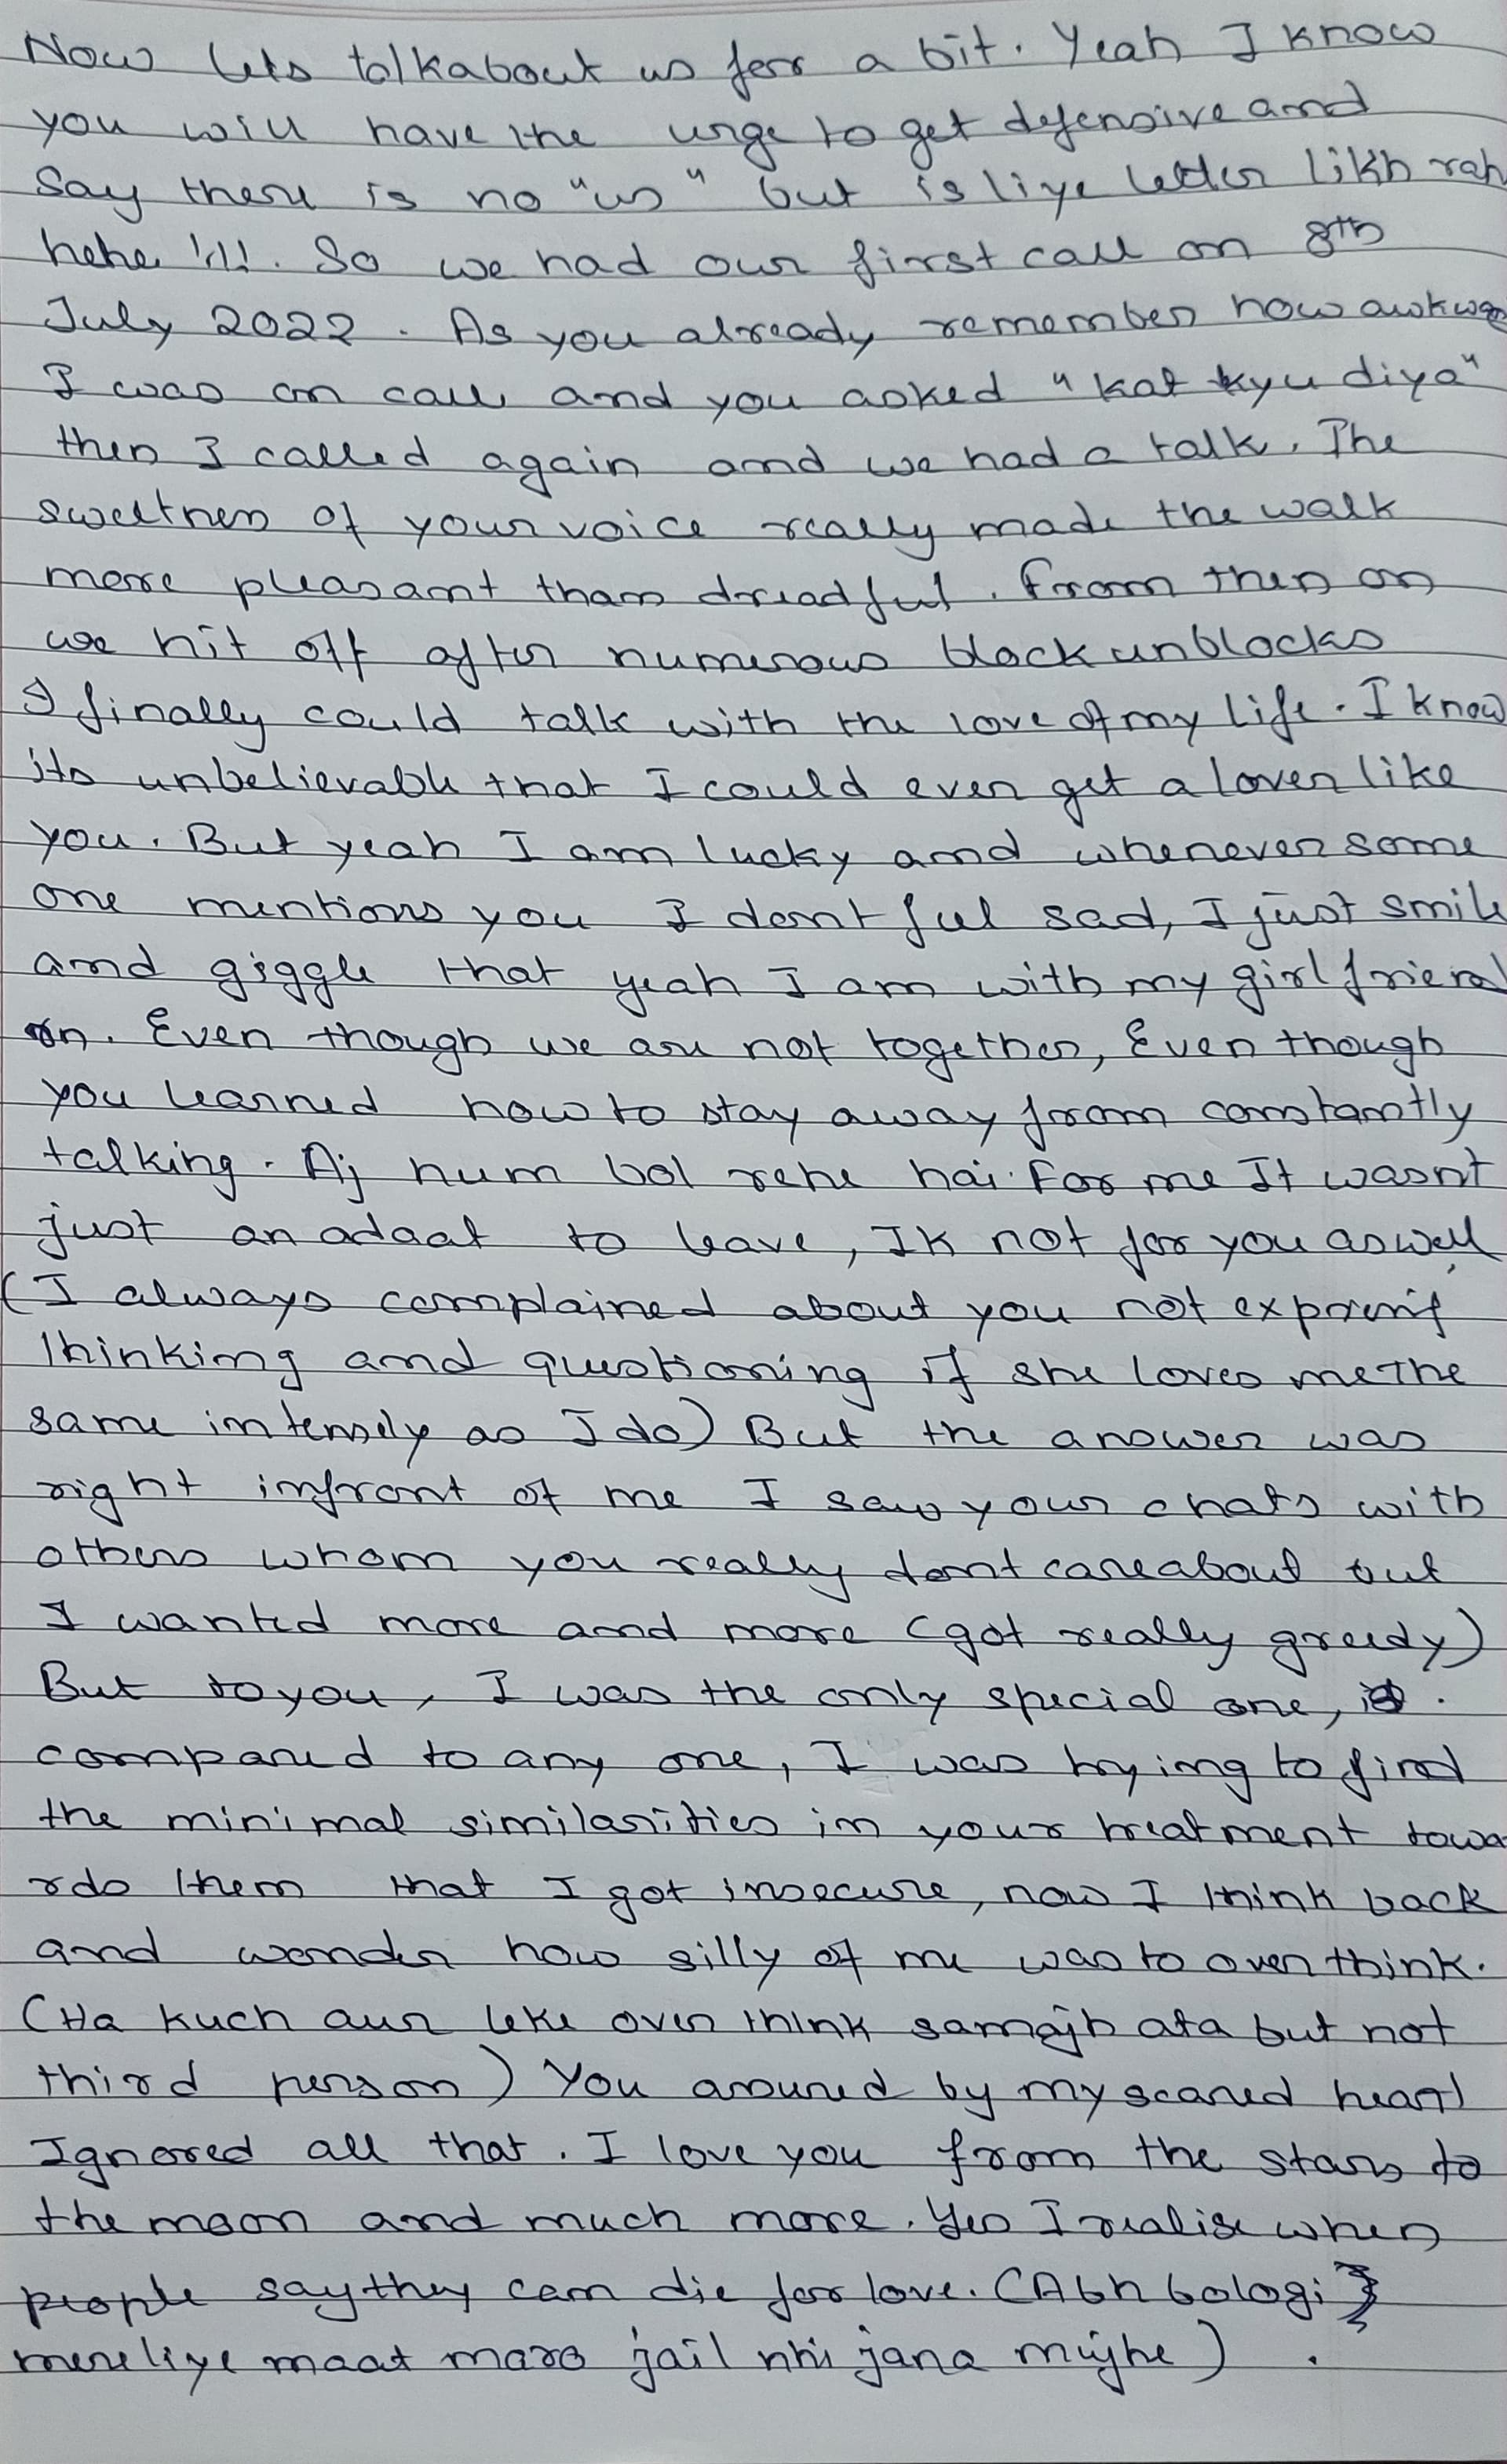 Now lets talkabout us for a bit. Yeah I know
you will have the urge to get defensive and
say there is no "us" but is liye letter likh rah
hehe !!!. So we had our first call on 8th
July 2022. As you already remember how awkwa
I was on call and you asked "kat kyu diya"
then I called again and we had a talk. The
sweetness of your voice really made the walk
more pleasant than dreadful. From then on
we hit off after numerous block unblocks
I finally could talk with the love of my life. I know
its unbelievable that I could even get a lover like
you. But yeah I am lucky and whenever some
one mentions you I dont feel sad, I just smile
and giggle that yeah I am with my girlfriend
rn. Even though we are not together, Even though
you learned how to stay away from constantly
talking. Aj hum bol rehe hai. For me It wasnt
just an adaat to leave, Ik not for you aswell
(I always complained about you not
thinking and questioning if she loves me the
same intensely as I do) But the answer was
right infront of me I saw your chats with
others whom you really dont care about but
I wanted more and more (got really greedy)
But to you, I was the only special one,
compared to any one, I was trying to find
the minimal similarities in your treatment towa
rds them that I got insecure, now I think back
and wonder how silly of me was to overthink.
(Ha kuch aur leke over think samajh ata but not
third person) You assured by my scared heart
Ignored all that. I love you from the stars to
the moon and much more. Yes I realise when
people say they can die for love. (Abh bologi
mere liye maat maro jail nhi jana mujhe) .